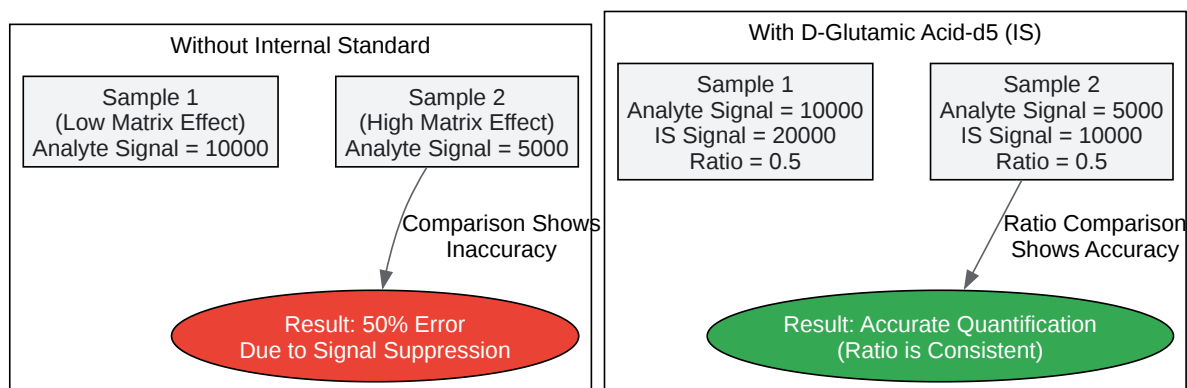 Without Internal Standard
Sample 1
(Low Matrix Effect)
Analyte Signal = 10000
Sample 2
(High Matrix Effect)
Analyte Signal = 5000
Comparison Shows
Inaccuracy
Result: 50% Error
Due to Signal Suppression
With D-Glutamic Acid-d5 (IS)
Sample 1
Analyte Signal = 10000
IS Signal = 20000
Ratio = 0.5
Sample 2
Analyte Signal = 5000
IS Signal = 10000
Ratio = 0.5
Ratio Comparison
Shows Accuracy
Result: Accurate Quantification
(Ratio is Consistent)